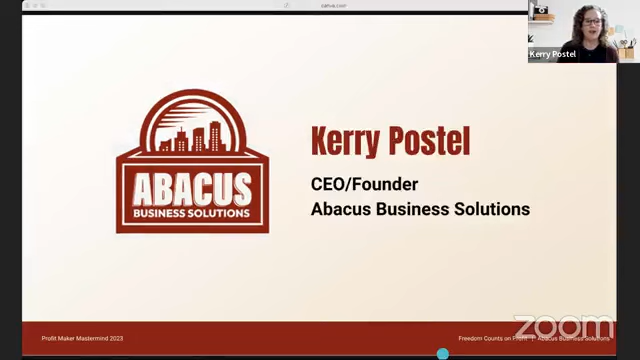 Kerry Postel
ABACUS
BUSINESS SOLUTIONS
Kerry Postel
CEO/Founder
Abacus Business Solutions
Profit Maker Mastermind 2023
Freedom Counts on Profit | Abacus Business Solutions
zoom